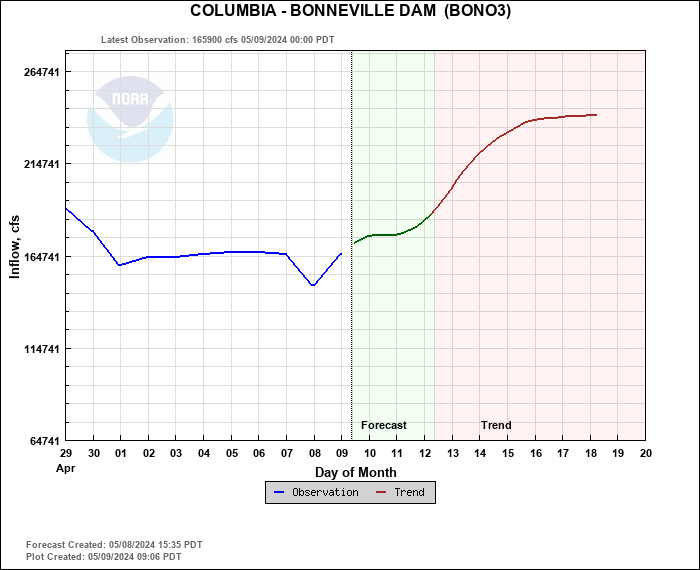 COLUMBIA - BONNEVILLE DAM (BONO3)
Latest Observation: 165900 cfs 05/09/2024 00:00 PDT
264741
NOAA
214741
Inflow, cfs
164741
114741
Forecast Trend
64741
29 30 01 02 03 04 05 06 07 08 09 10 11 12 13 14 15 16 17 18 19 20
Apr
Day of Month
Observation Trend
Forecast Created: 05/08/2024 15:35 PDT
Plot Created: 05/09/2024 09:06 PDT